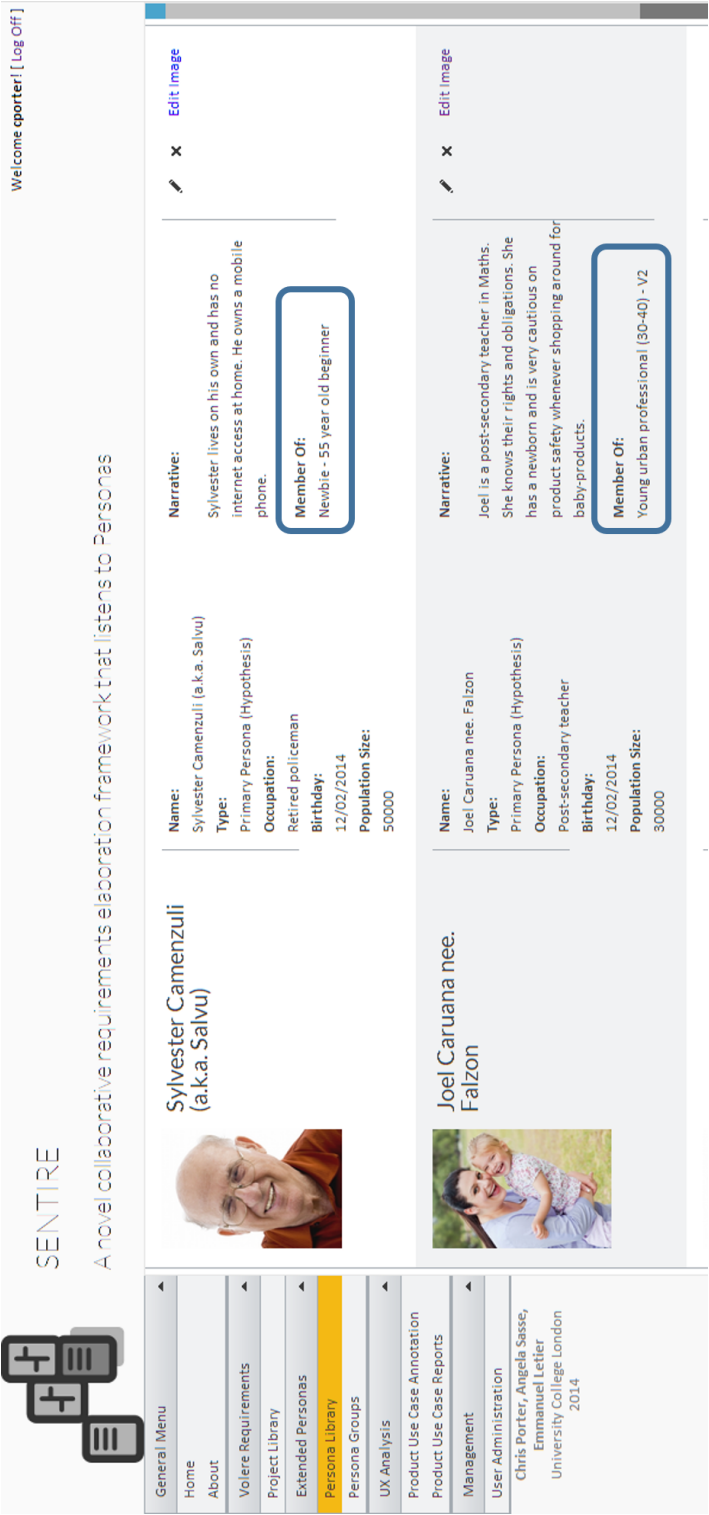 Welcome cporter! [ Log Off ]
SENTIRE
A novel collaborative requirements elaboration framework that listens to Personas
General Menu
Home
About
Volere Requirements
Project Library
Extended Personas
Persona Library
Persona Groups
UX Analysis
Product Use Case Annotation
Product Use Case Reports
Management
User Administration
Chris Porter, Angela Sasse,
Emmanuel Letier
University College London
2014
Sylvester Camenzuli
(a.k.a. Salvu)
Name:
Sylvester Camenzuli (a.k.a. Salvu)
Type:
Primary Persona (Hypothesis)
Occupation:
Retired policeman
Birthday:
12/02/2014
Population Size:
50000
Narrative:
Sylvester lives on his own and has no
internet access at home. He owns a mobile
phone.
Member Of:
Newbie - 55 year old beginner
Edit Image
Joel Caruana nee.
Falzon
Name:
Joel Caruana nee. Falzon
Type:
Primary Persona (Hypothesis)
Occupation:
Post-secondary teacher
Birthday:
12/02/2014
Population Size:
30000
Narrative:
Joel is a post-secondary teacher in Maths.
She knows their rights and obligations. She
has a newborn and is very cautious on
product safety whenever shopping around for
baby-products.
Member Of:
Young urban professional (30-40) - V2
Edit Image